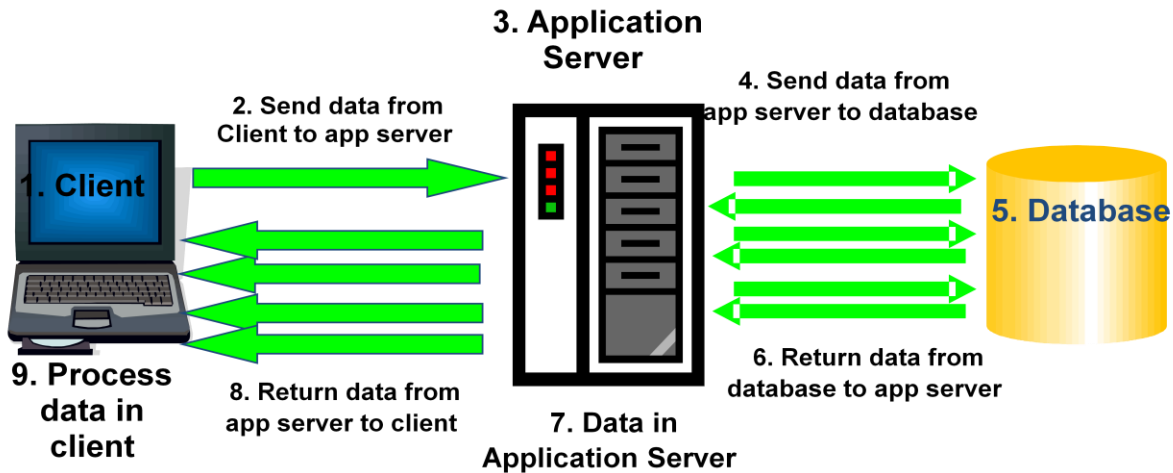 3. Application
Server
2. Send data from
Client to app server
4. Send data from
app server to database
1. Client
5. Database
6. Return data from
database to app server
8. Return data from
app server to client
9. Process
data in
client
7. Data in
Application Server